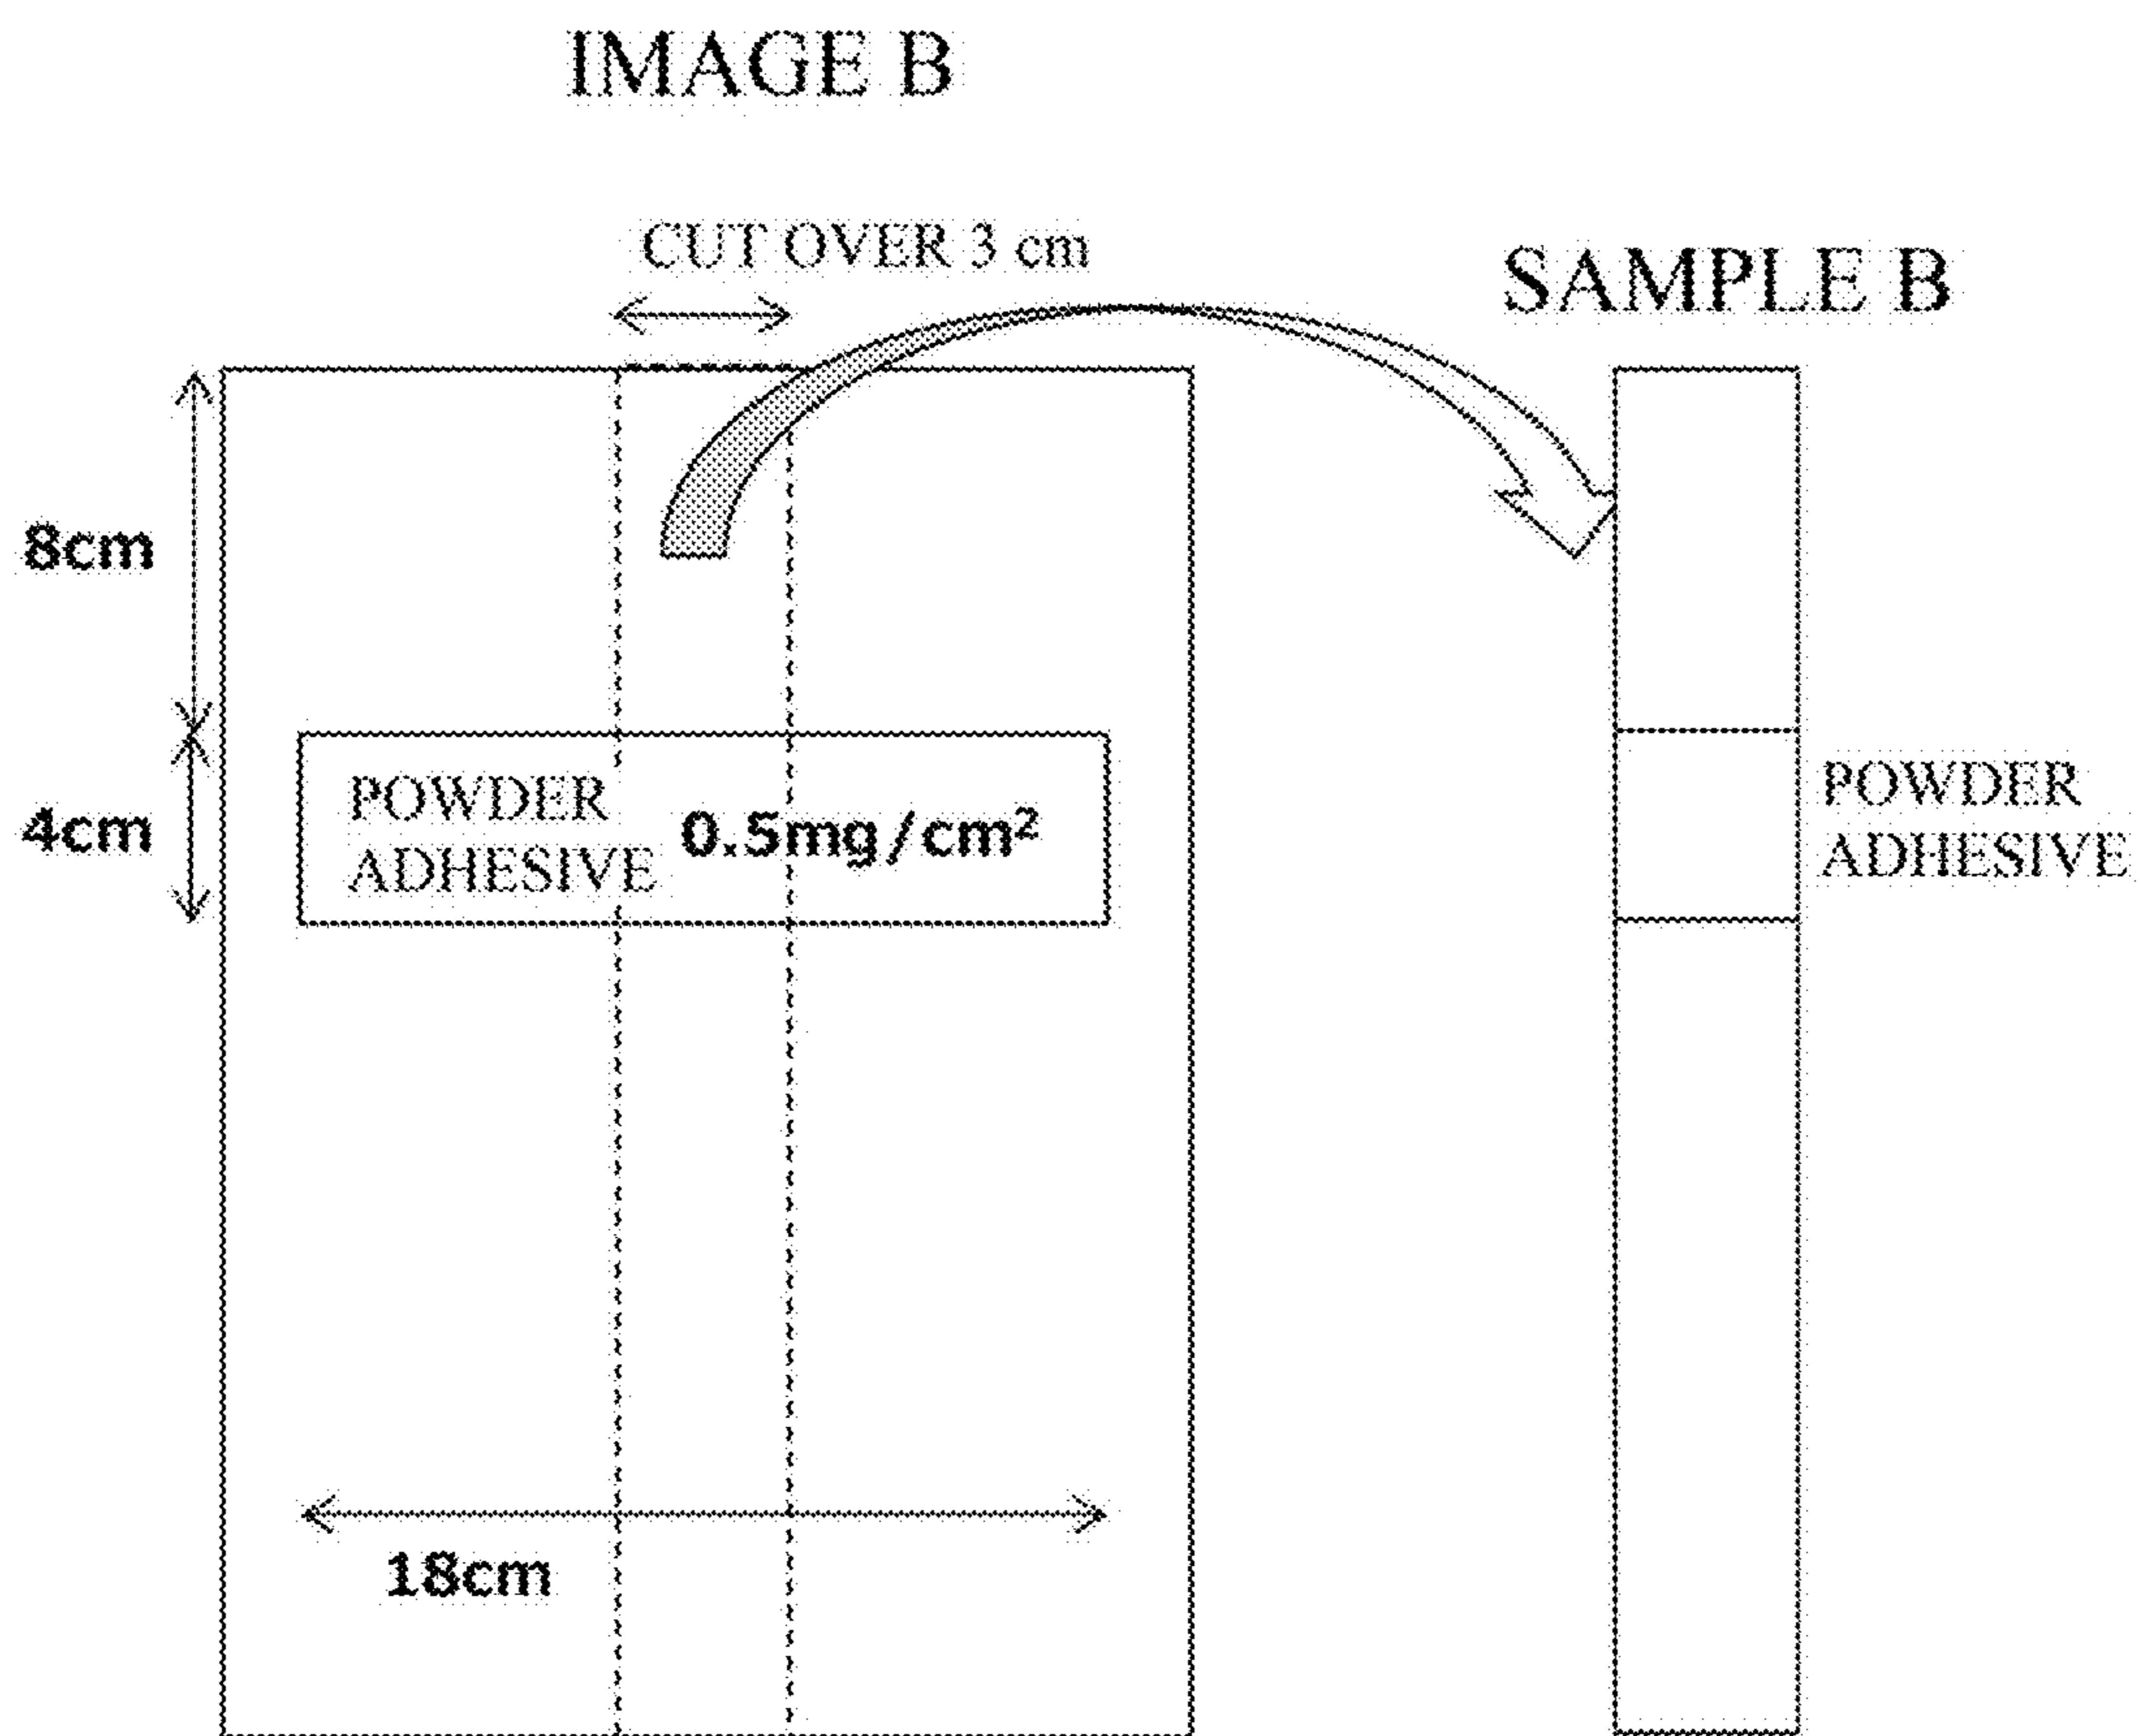 IMAGE B
CUT OVER 3 cm
SAMPLE B
8cm
4cm
POWDER
ADHESIVE
0.5mg/cm²
POWDER
ADHESIVE
18cm